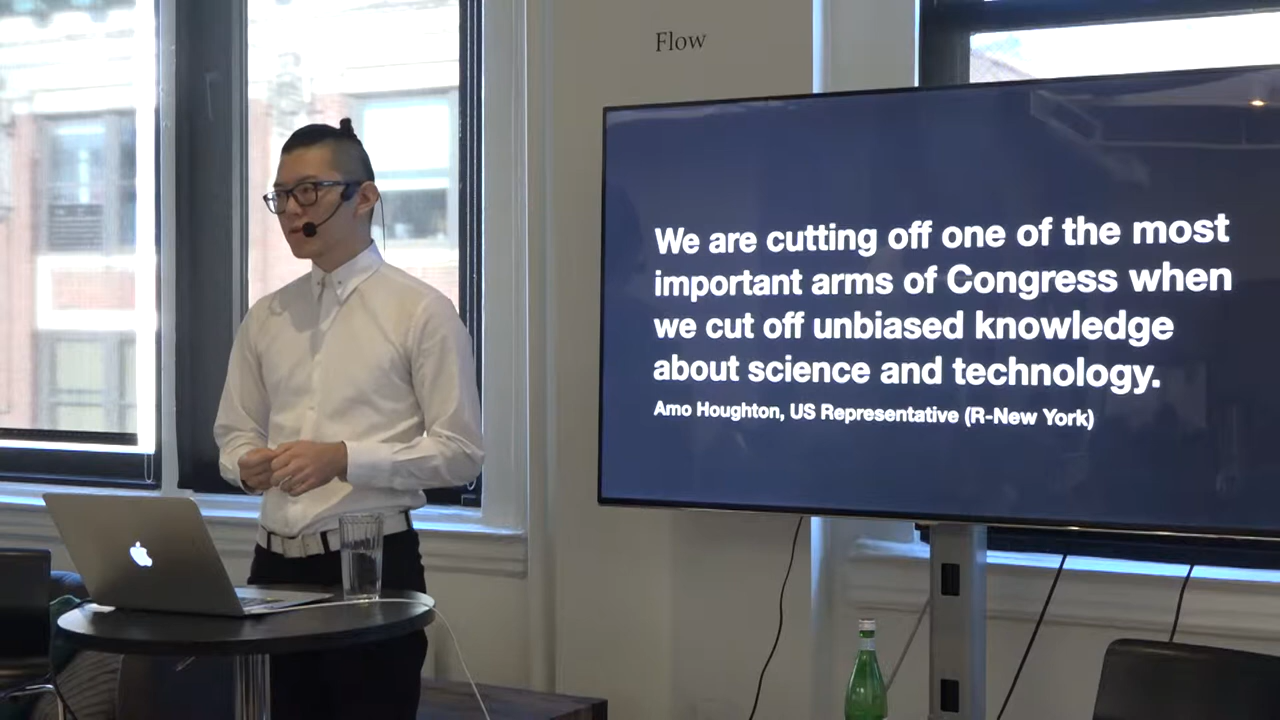 Flow
We are cutting off one of the most
important arms of Congress when
we cut off unbiased knowledge
about science and technology.
Amo Houghton, US Representative (R-New York)